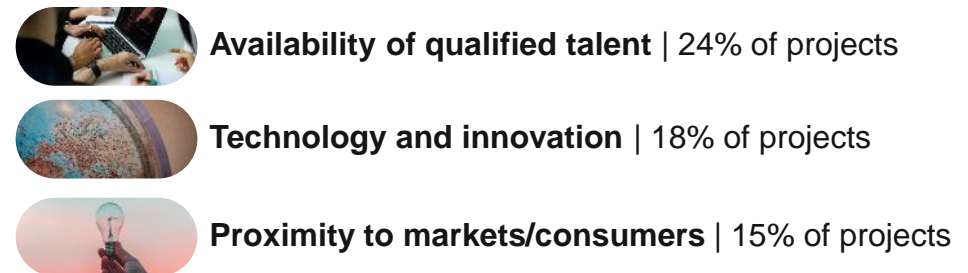 Availability of qualified talent | 24% of projects
Technology and innovation | 18% of projects
Proximity to markets/consumers | 15% of projects